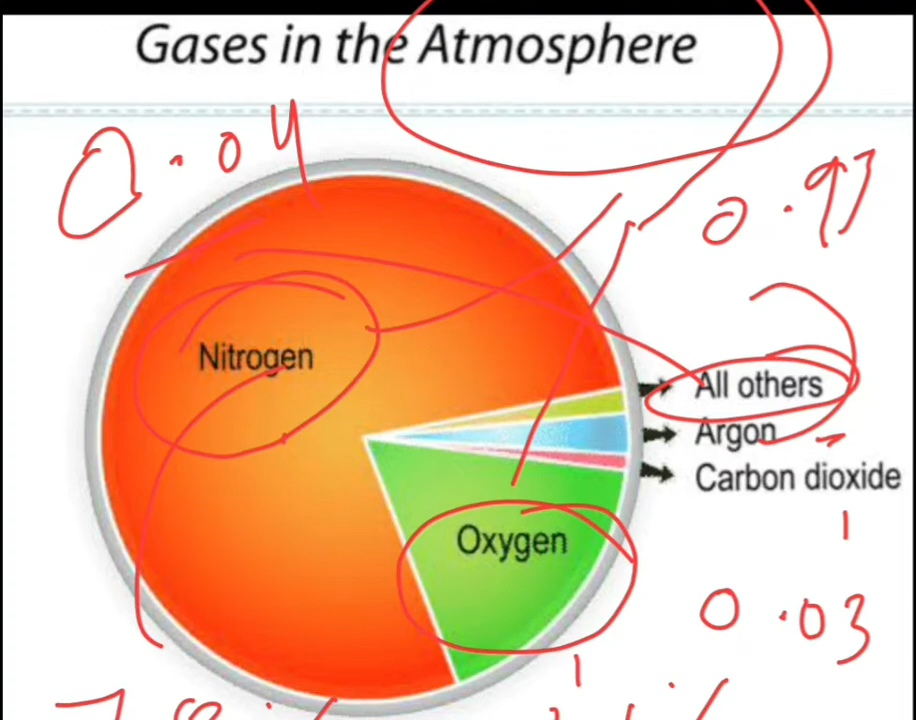 Gases in the Atmosphere
0.04
0.93
Nitrogen
All others
Argon
Carbon dioxide
Oxygen
0.03